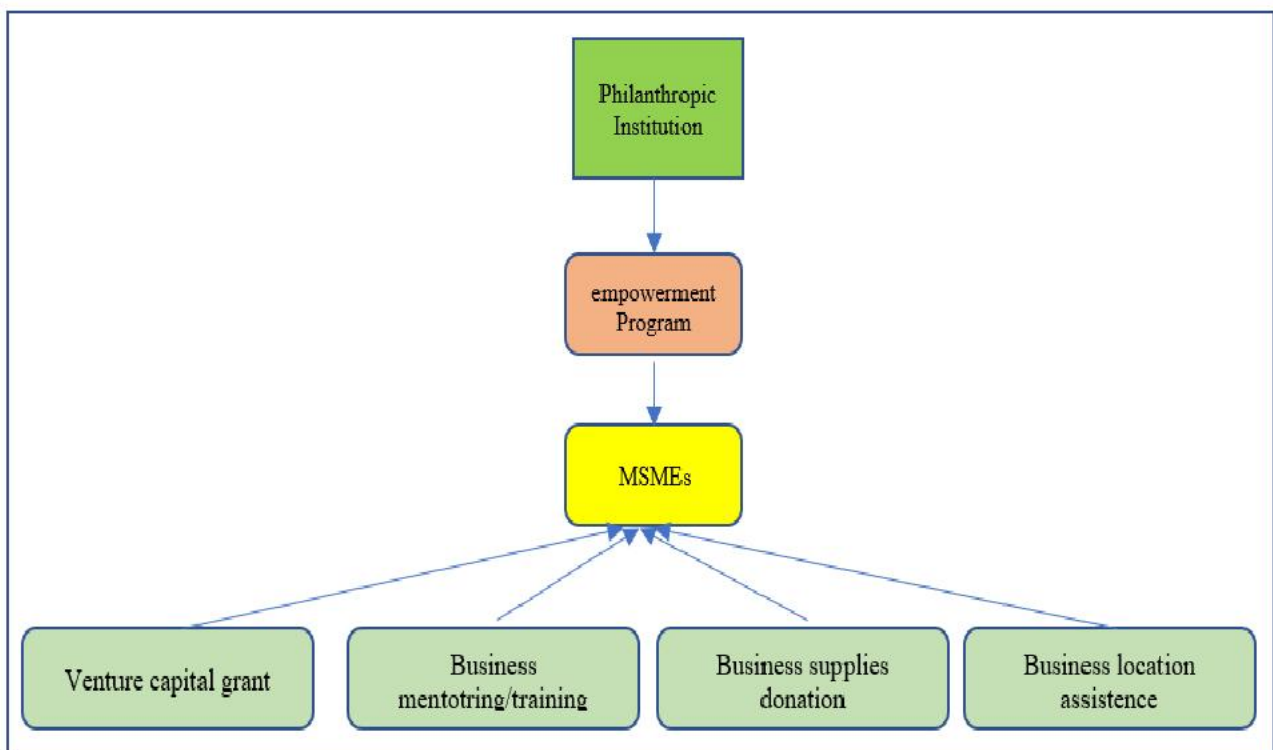 Philanthropic
Institution
empowerment
Program
MSMEs
Venture capital grant
Business
mentotring/training
Business supplies
donation
Business location
assistence